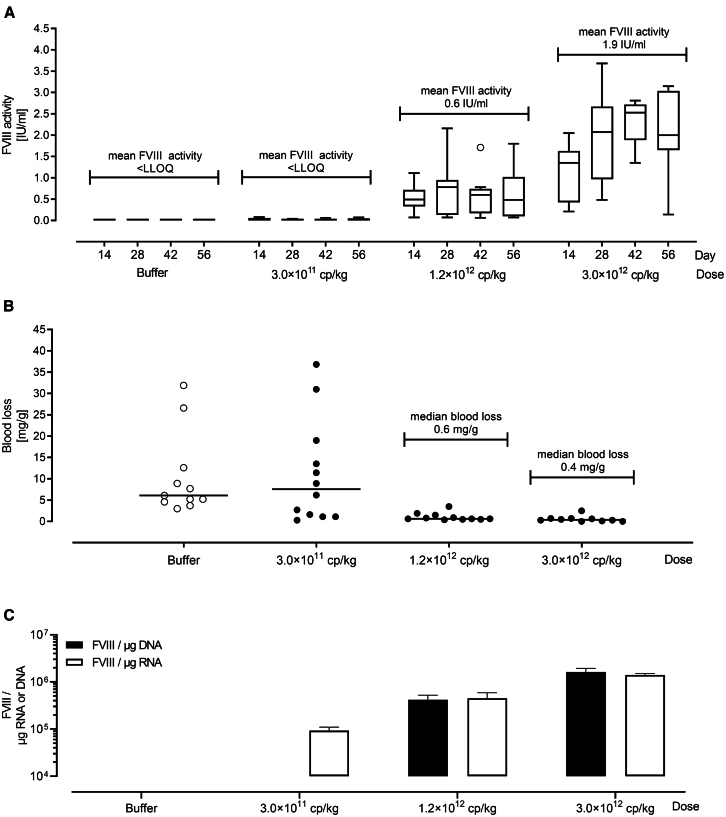 A
mean FVIII activity
1.9 IU/ml
mean FVIII activity
0.6 IU/ml
mean FVIII activity
<LLOQ
mean FVIII activity
<LLOQ
FVIII activity
[IU/ml]
4.5
4.0
3.5
3.0
2.5
2.0
1.5
1.0
0.5
0.0
14 28 42 56 14 28 42 56 14 28 42 56 14 28 42 56 Day
Buffer 3.0×10¹¹ cp/kg 1.2×10¹² cp/kg 3.0×10¹² cp/kg Dose
B
Blood loss
[mg/g]
45
40
35
30
25
20
15
10
5
0
median blood loss
0.6 mg/g
median blood loss
0.4 mg/g
Buffer 3.0×10¹¹ cp/kg 1.2×10¹² cp/kg 3.0×10¹² cp/kg Dose
C
FVIII /
µg RNA or DNA
10⁷
10⁶
10⁵
10⁴
FVIII / µg DNA
FVIII / µg RNA
Buffer 3.0×10¹¹ cp/kg 1.2×10¹² cp/kg 3.0×10¹² cp/kg Dose